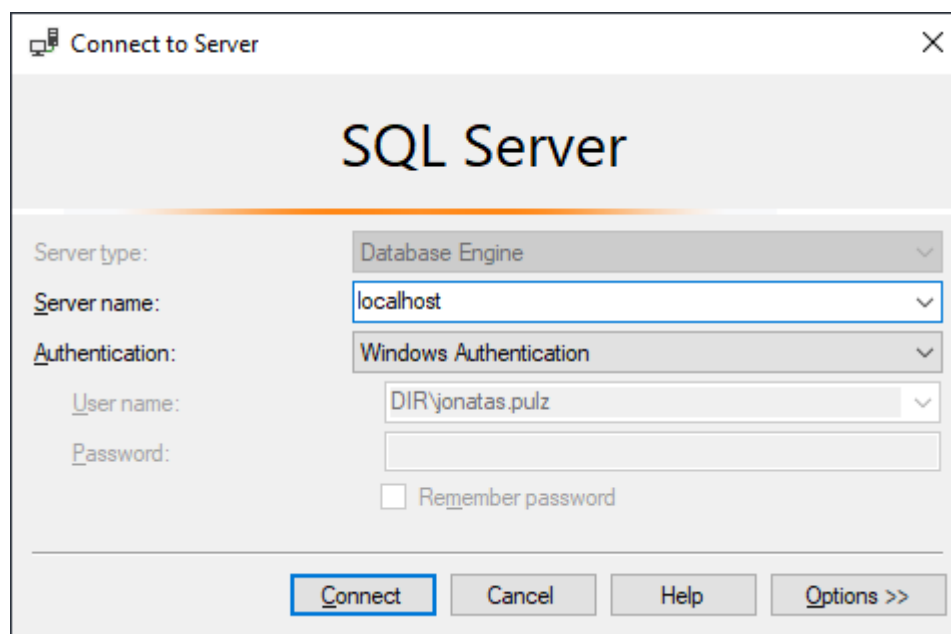 Connect to Server
SQL Server
Server type: Database Engine
Server name: localhost
Authentication: Windows Authentication
User name: DIR\jonatas.pulz
Password:
Remember password
Connect Cancel Help Options >>